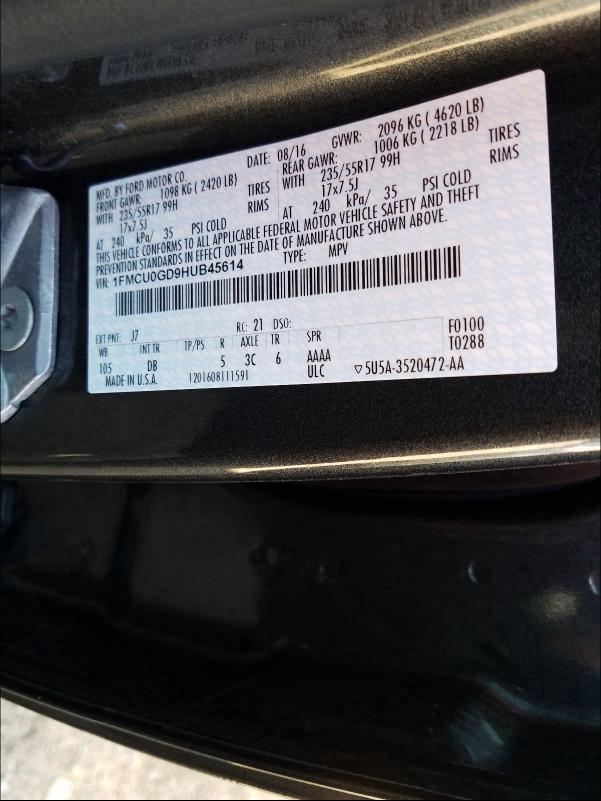 MFD. BY FORD MOTOR CO. DATE: 08/16 GVWR: 2096 KG ( 4620 LB)
FRONT GAWR: 1098 KG ( 2420 LB) REAR GAWR: 1006 KG ( 2218 LB)
WITH 235/55R17 99H TIRES WITH 235/55R17 99H TIRES
17x7.5J RIMS 17x7.5J RIMS
AT 240 kPa/ 35 PSI COLD AT 240 kPa/ 35 PSI COLD
THIS VEHICLE CONFORMS TO ALL APPLICABLE FEDERAL MOTOR VEHICLE SAFETY AND THEFT
PREVENTION STANDARDS IN EFFECT ON THE DATE OF MANUFACTURE SHOWN ABOVE.
VIN: 1FMCU0GD9HUB45614 TYPE: MPV
EXT PNT: J7 RC: 21 DSO: F0100
WB INT TR TP/PS R AXLE TR SPR T0288
105 DB 5 3C 6 AAAA
ULC ▽5U5A-3520472-AA
MADE IN U.S.A. 1201608111591